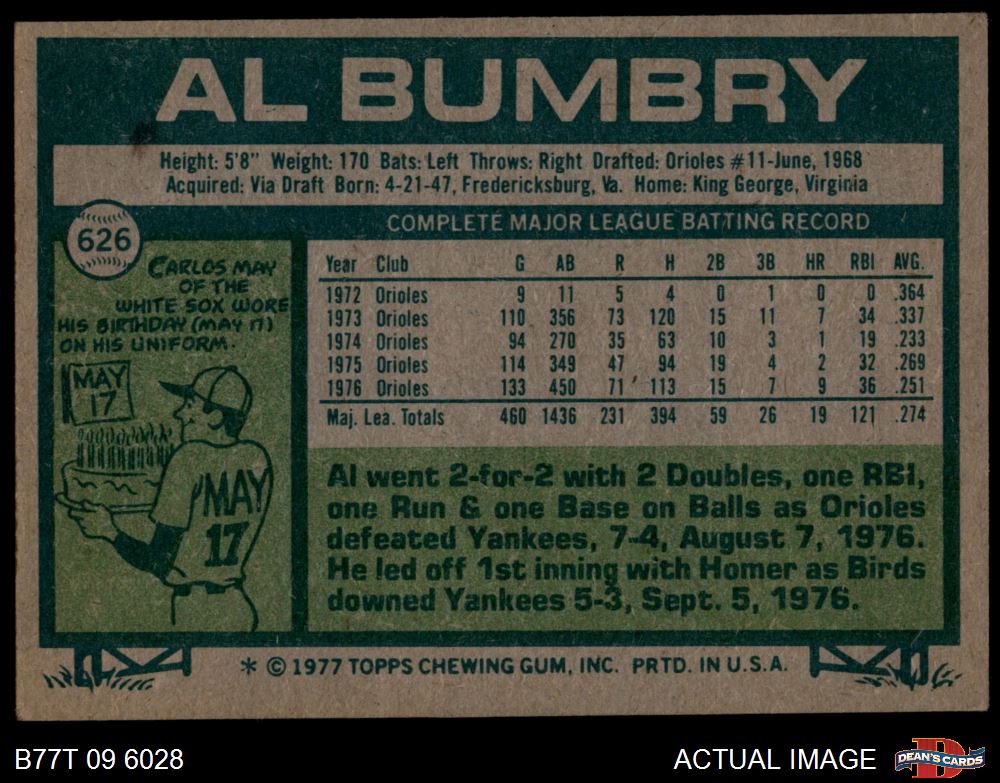 AL BUMBRY
Height: 5'8" Weight: 170 Bats: Left Throws: Right Drafted: Orioles #11-June, 1968
Acquired: Via Draft Born: 4-21-47, Fredericksburg, Va. Home: King George, Virginia
626
CARLOS MAY
OF THE
WHITE SOX WORE
HIS BIRTHDAY (MAY 17)
ON HIS UNIFORM.
MAY
17
MAY
17
COMPLETE MAJOR LEAGUE BATTING RECORD
Year Club G AB R H 2B 3B HR RBI AVG.
1972 Orioles 9 11 5 4 0 1 0 0 .364
1973 Orioles 110 356 73 120 15 11 7 34 .337
1974 Orioles 94 270 35 63 10 3 1 19 .233
1975 Orioles 114 349 47 94 19 4 2 32 .269
1976 Orioles 133 450 71 113 15 7 9 36 .251
Maj. Lea. Totals 460 1436 231 394 59 26 19 121 .274
Al went 2-for-2 with 2 Doubles, one RBI,
one Run & one Base on Balls as Orioles
defeated Yankees, 7-4, August 7, 1976.
He led off 1st inning with Homer as Birds
downed Yankees 5-3, Sept. 5, 1976.
* © 1977 TOPPS CHEWING GUM, INC. PRTD. IN U.S.A.
B77T 09 6028
ACTUAL IMAGE
D
DEAN'S CARDS